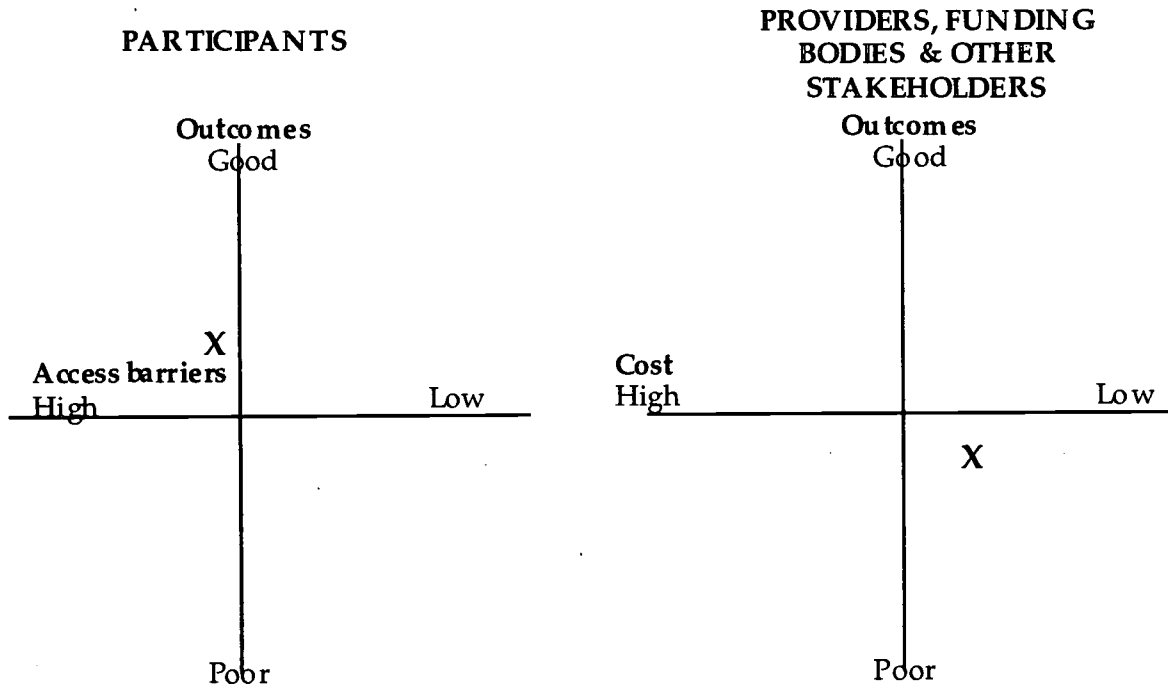 PARTICIPANTS
Outcomes
Good
X
Access barriers
High
Low
Poor
PROVIDERS, FUNDING
BODIES & OTHER
STAKEHOLDERS
Outcomes
Good
Cost
High
Low
X
Poor